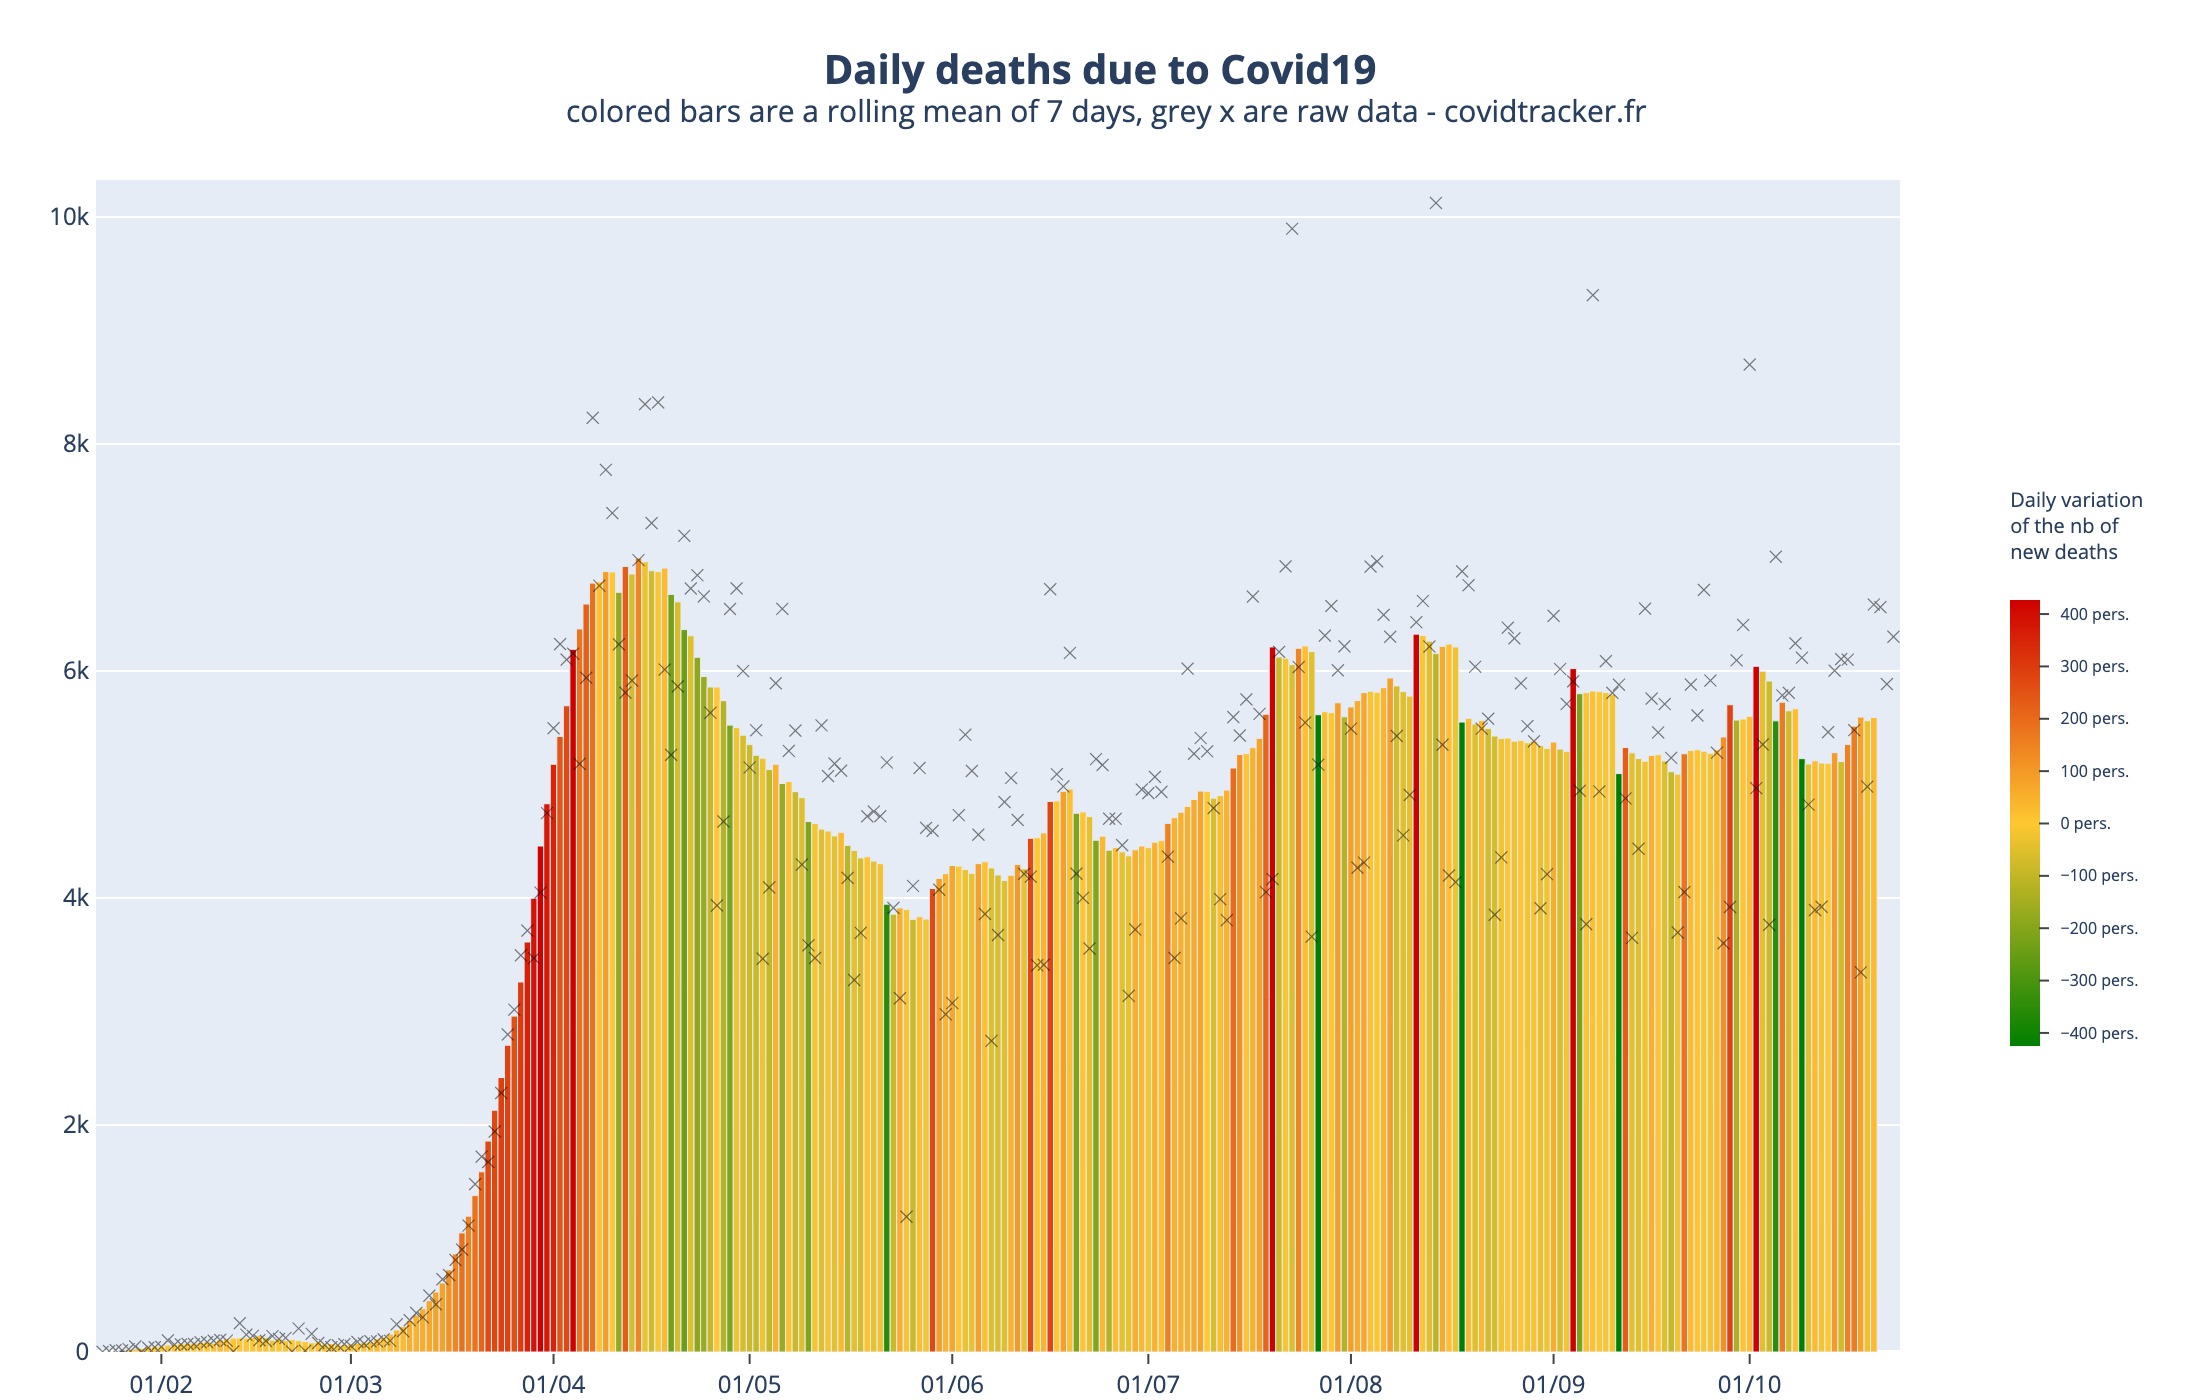 Daily deaths due to Covid19
colored bars are a rolling mean of 7 days, grey x are raw data - covidtracker.fr
10k
8k
6k
4k
2k
0
01/02
01/03
01/04
01/05
01/06
01/07
01/08
01/09
01/10
Daily variation
of the nb of
new deaths
400 pers.
300 pers.
200 pers.
100 pers.
0 pers.
−100 pers.
−200 pers.
−300 pers.
−400 pers.